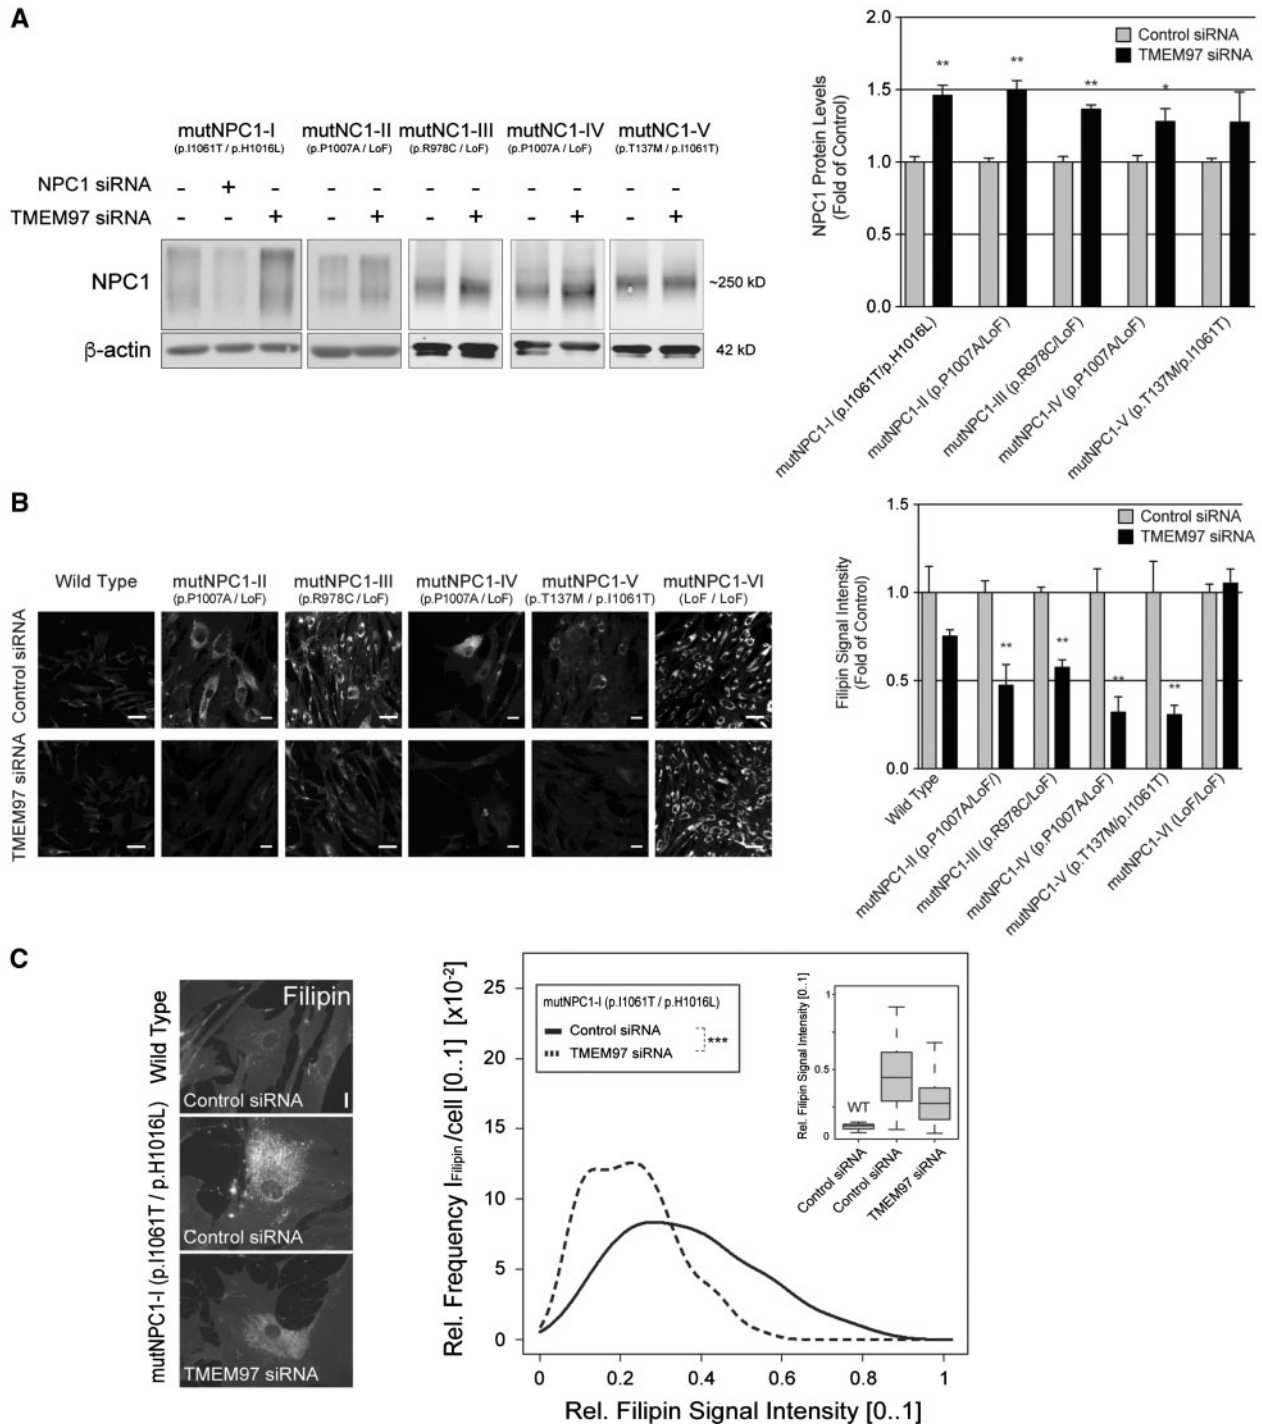 A
mutNPC1-I mutNC1-II mutNC1-III mutNC1-IV mutNC1-V
(p.I1061T / p.H1016L) (p.P1007A / LoF) (p.R978C / LoF) (p.P1007A / LoF) (p.T137M / p.I1061T)
NPC1 siRNA - + - - - - - - - - -
TMEM97 siRNA - - + - + - + - + - +
NPC1
~250 kD
β-actin
42 kD
NPC1 Protein Levels
(Fold of Control)
2.0
1.5
1.0
0.5
0.0
Control siRNA
TMEM97 siRNA
** ** ** *
mutNPC1-I (p.I1061T/p.H1016L)
mutNPC1-II (p.P1007A/LoF)
mutNPC1-III (p.R978C/LoF)
mutNPC1-IV (p.P1007A/LoF)
mutNPC1-V (p.T137M/p.I1061T)
B
Wild Type mutNPC1-II mutNPC1-III mutNPC1-IV mutNPC1-V mutNPC1-VI
(p.P1007A / LoF) (p.R978C / LoF) (p.P1007A / LoF) (p.T137M / p.I1061T) (LoF / LoF)
Control siRNA
TMEM97 siRNA
Filipin Signal Intensity
(Fold of Control)
1.5
1.0
0.5
0.0
Control siRNA
TMEM97 siRNA
** ** ** **
Wild Type
mutNPC1-II (p.P1007A/LoF/)
mutNPC1-III (p.R978C/LoF)
mutNPC1-IV (p.P1007A/LoF)
mutNPC1-V (p.T137M/p.I1061T)
mutNPC1-VI (LoF/LoF)
C
Wild Type
mutNPC1-I (p.I1061T / p.H1016L)
Filipin
Control siRNA
Control siRNA
TMEM97 siRNA
Rel. Frequency IFilipin/cell [0..1] [x10-2]
25
20
15
10
5
0
mutNPC1-I (p.I1061T / p.H1016L)
Control siRNA
TMEM97 siRNA
***
Rel. Filipin Signal Intensity [0..1]
1
0.5
0
WT
Control siRNA
Control siRNA
TMEM97 siRNA
0 0.2 0.4 0.6 0.8 1
Rel. Filipin Signal Intensity [0..1]